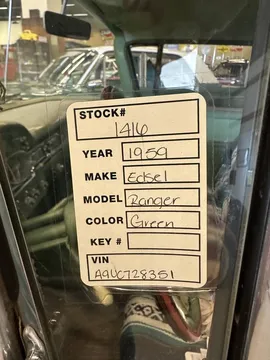 STOCK#
1416
YEAR 1959
MAKE Edsel
MODEL Ranger
COLOR Green
KEY #
VIN
A9UC728351